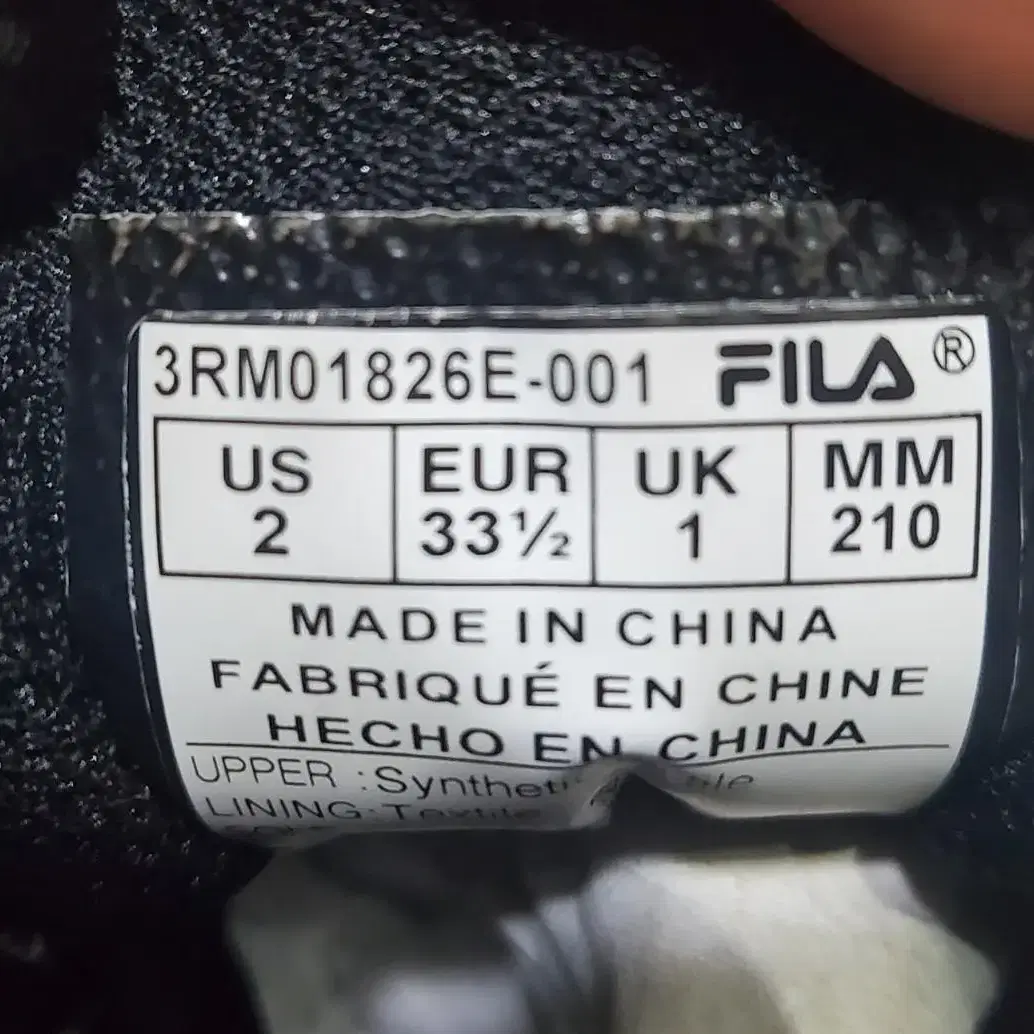 3RM01826E-001 FILA®
US EUR UK MM
2 33½ 1 210
MADE IN CHINA
FABRIQUÉ EN CHINE
HECHO EN CHINA
UPPER :
LINING:Textile